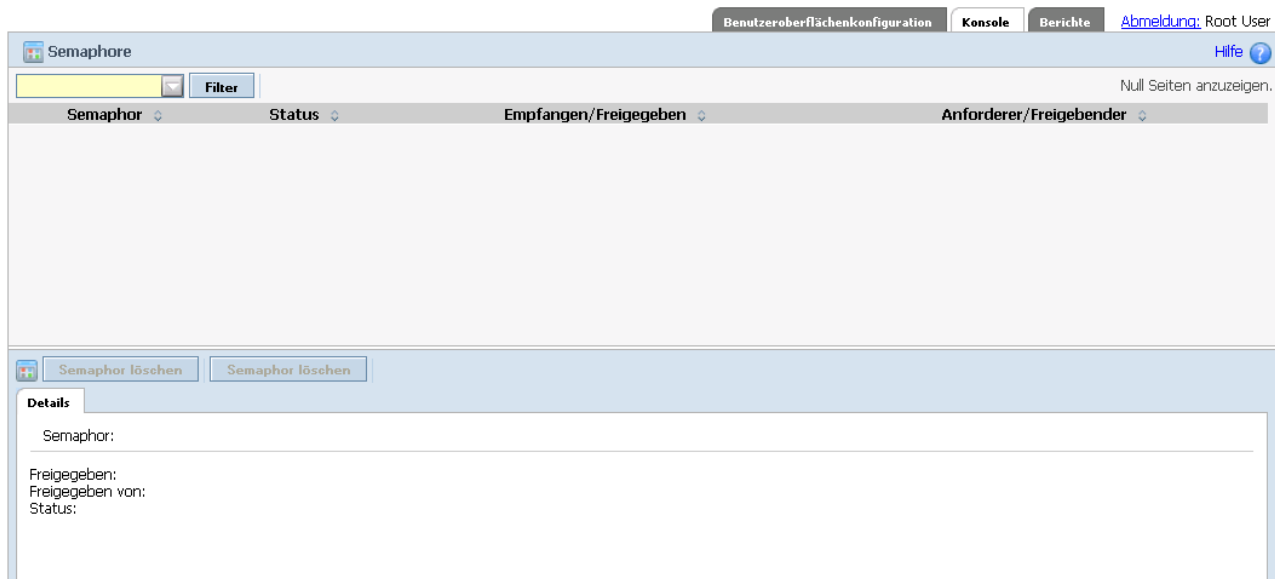 Benutzeroberflächenkonfiguration Konsole Berichte Abmeldung: Root User
Semaphore Hilfe
Filter Null Seiten anzuzeigen.
Semaphor Status Empfangen/Freigegeben Anforderer/Freigebender
Semaphor löschen Semaphor löschen
Details
Semaphor:
Freigegeben:
Freigegeben von:
Status: